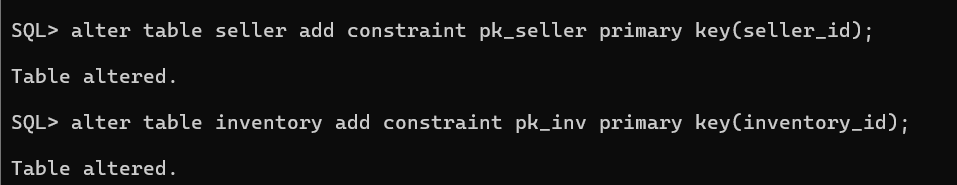 SQL> alter table seller add constraint pk_seller primary key(seller_id);
Table altered.
SQL> alter table inventory add constraint pk_inv primary key(inventory_id);
Table altered.